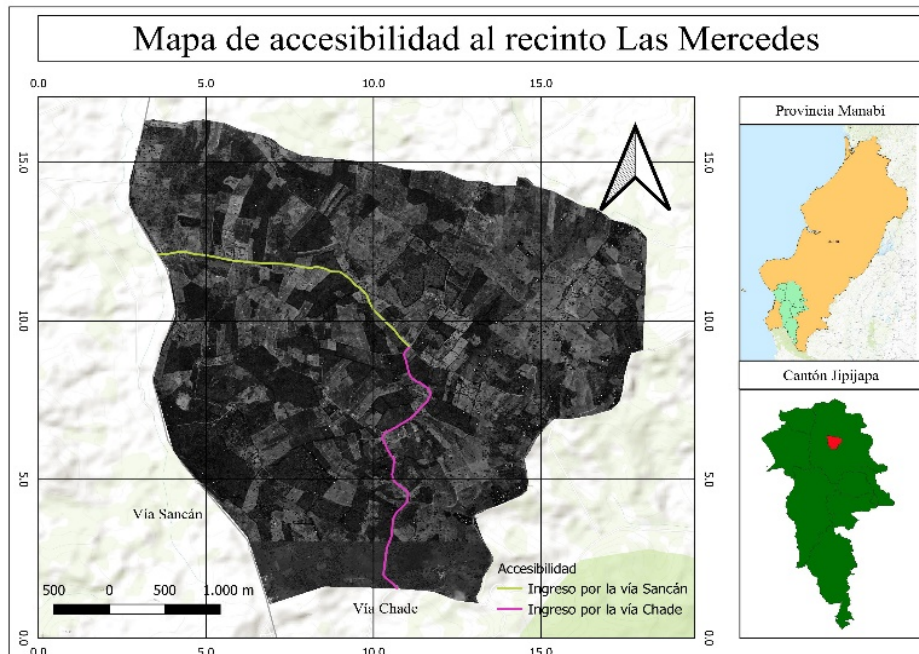 Mapa de accesibilidad al recinto Las Mercedes
0.0 5.0 10.0 15.0
Provincia Manabí
15.0 15.0
10.0 10.0
Cantón Jipijapa
5.0 5.0
Vía Sancán
Accesibilidad
500 0 500 1.000 m
Ingreso por la vía Sancán
Vía Chade
Ingreso por la vía Chade
0.0 0.0
5.0 10.0 15.0